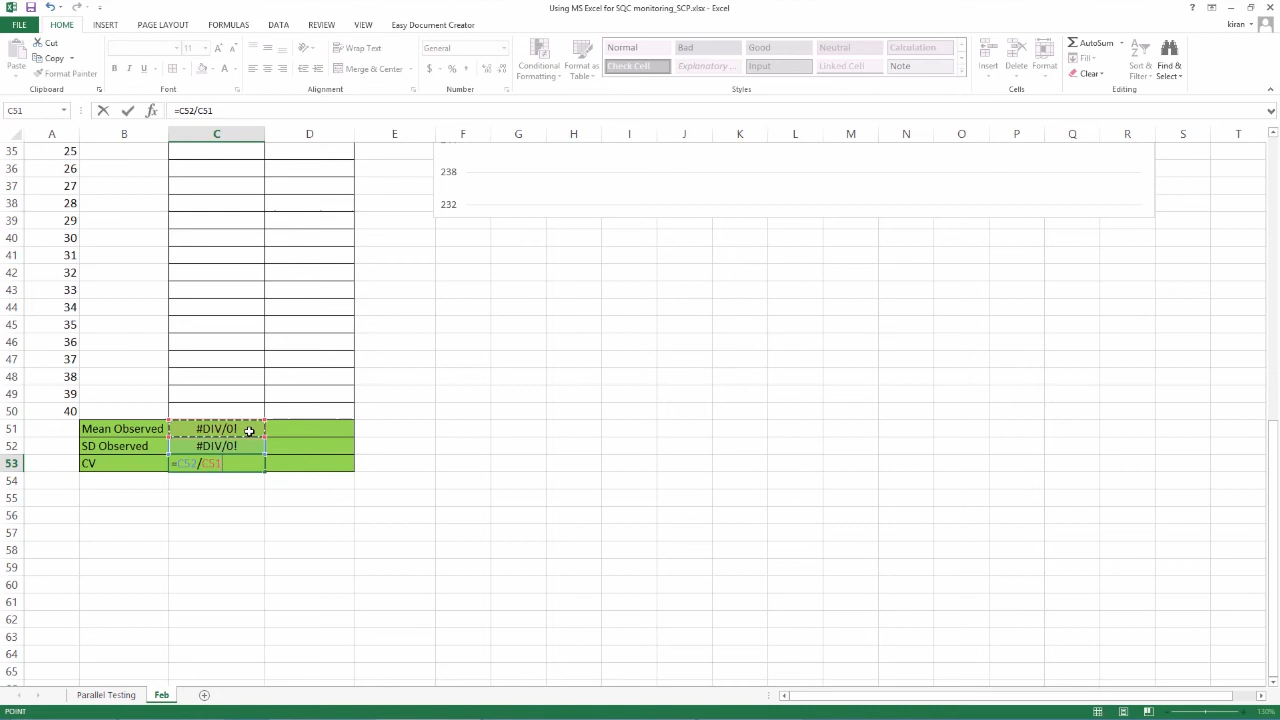 Using MS Excel for SQC monitoring_SCP.xlsx - Excel
FILE HOME INSERT PAGE LAYOUT FORMULAS DATA REVIEW VIEW Easy Document Creator kiran
Paste Cut Copy Format Painter
Clipboard
11 A A
B I U A
Font
Wrap Text
Merge & Center
Alignment
General
$ % ,
Number
Conditional Formatting
Format as Table
Normal Bad Good Neutral Calculation
Check Cell Explanatory ... Input Linked Cell Note
Styles
Insert Delete Format
Cells
AutoSum
Fill
Clear
Sort & Filter
Find & Select
Editing
C51 fx =C52/C51
A B C D E F G H I J K L M N O P Q R S T
35 25
36 26 238
37 27
38 28 232
39 29
40 30
41 31
42 32
43 33
44 34
45 35
46 36
47 37
48 38
49 39
50 40
51 Mean Observed #DIV/0!
52 SD Observed #DIV/0!
53 CV =C52/C51
54
55
56
57
58
59
60
61
62
63
64
65
Parallel Testing Feb
POINT 130%